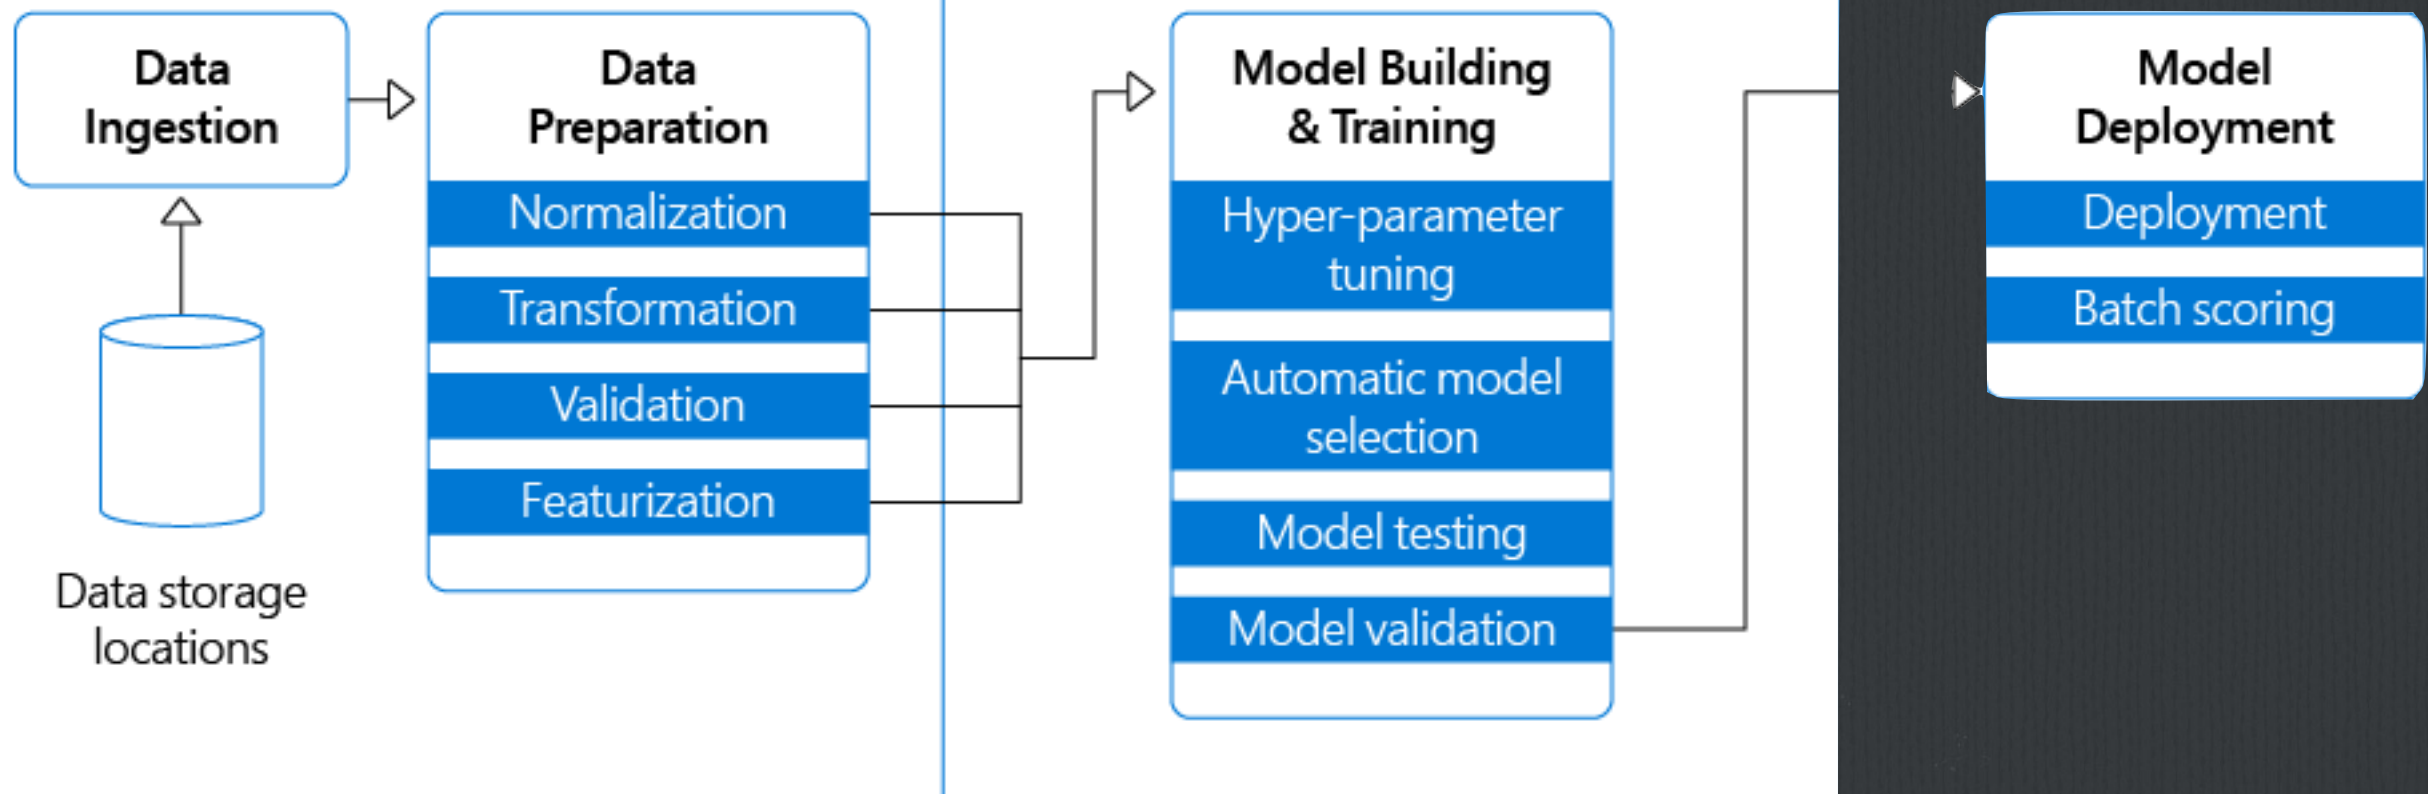 Data
Ingestion
Data storage
locations
Data
Preparation
Normalization
Transformation
Validation
Featurization
Model Building
& Training
Hyper-parameter
tuning
Automatic model
selection
Model testing
Model validation
Model
Deployment
Deployment
Batch scoring